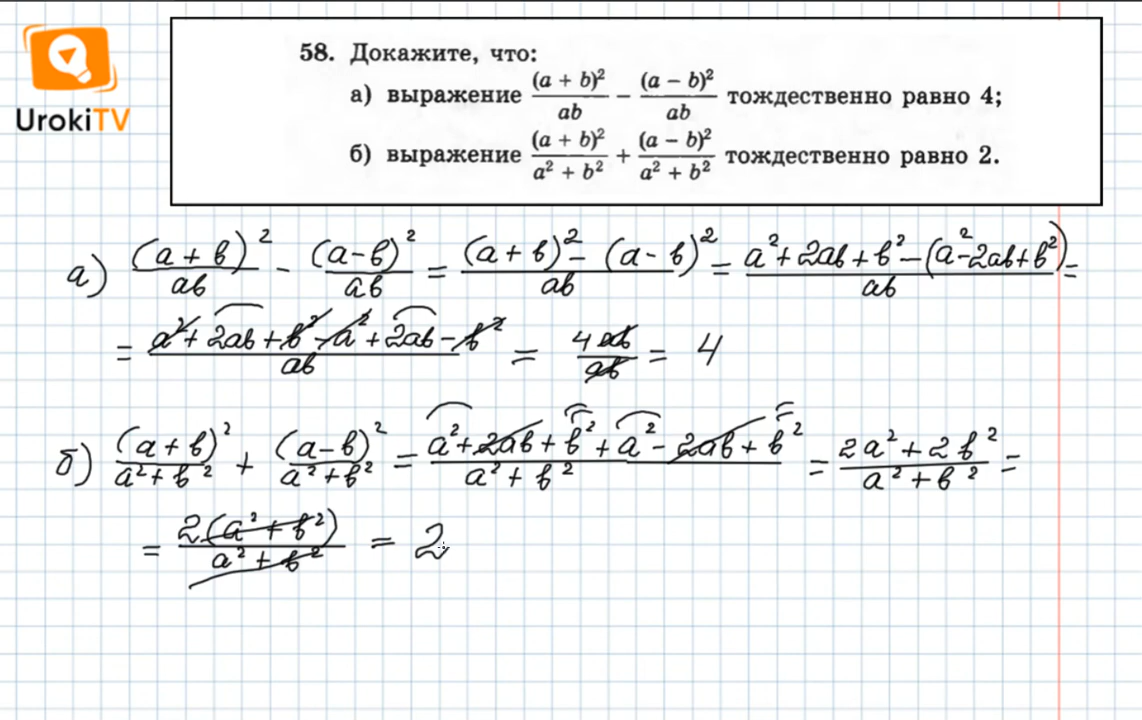 UrokiTV
58. Докажите, что:
а) выражение (a + b)²/ab − (a − b)²/ab тождественно равно 4;
б) выражение (a + b)²/(a² + b²) + (a − b)²/(a² + b²) тождественно равно 2.
а) (a + b)²/ab - (a-b)²/ab = ((a + b)² - (a - b)²)/ab = (a²+2ab+b²-(a²-2ab+b²))/ab =
= (a²+2ab+b²-a²+2ab-b²)/ab = 4ab/ab = 4
б) (a+b)²/(a²+b²) + (a-b)²/(a²+b²) = (a²+2ab+b²+a²-2ab+b²)/(a²+b²) = (2a²+2b²)/(a²+b²) =
= 2(a²+b²)/(a²+b²) = 2